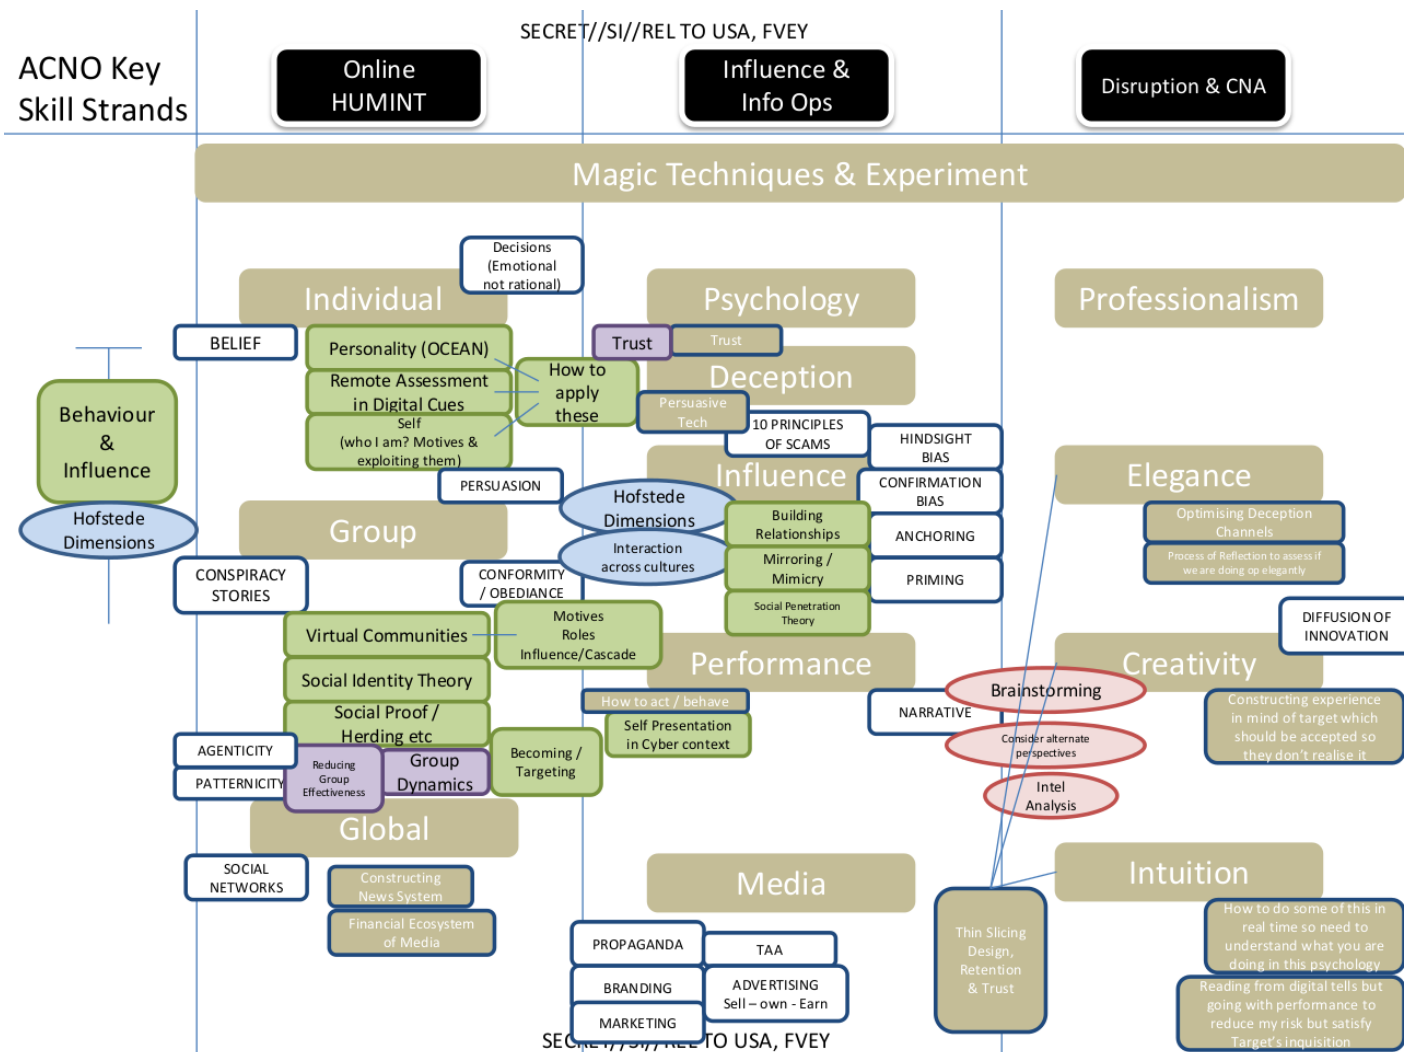 SECRET//SI//REL TO USA, FVEY
ACNO Key
Skill Strands
Online
HUMINT
Influence &
Info Ops
Disruption & CNA
Magic Techniques & Experiment
Decisions
(Emotional
not rational)
Individual
BELIEF
Personality (OCEAN)
Remote Assessment
in Digital Cues
Self
(who I am? Motives &
exploiting them)
How to
apply
these
Behaviour
&
Influence
Hofstede
Dimensions
PERSUASION
Group
CONSPIRACY
STORIES
CONFORMITY
/ OBEDIANCE
Virtual Communities
Motives
Roles
Influence/Cascade
Social Identity Theory
Social Proof /
Herding etc
AGENTICITY
PATTERNICITY
Reducing
Group
Effectiveness
Group
Dynamics
Becoming /
Targeting
Global
SOCIAL
NETWORKS
Constructing
News System
Financial Ecosystem
of Media
Psychology
Trust
Trust
Deception
Persuasive
Tech
10 PRINCIPLES
OF SCAMS
HINDSIGHT
BIAS
Influence
CONFIRMATION
BIAS
Hofstede
Dimensions
Interaction
across cultures
Building
Relationships
Mirroring /
Mimicry
Social Penetration
Theory
ANCHORING
PRIMING
Performance
How to act / behave
Self Presentation
in Cyber context
NARRATIVE
Brainstorming
Consider alternate
perspectives
Intel
Analysis
Media
PROPAGANDA
TAA
BRANDING
ADVERTISING
Sell – own - Earn
MARKETING
Professionalism
Elegance
Optimising Deception
Channels
Process of Reflection to assess if
we are doing op elegantly
DIFFUSION OF
INNOVATION
Creativity
Constructing experience
in mind of target which
should be accepted so
they don't realise it
Intuition
Thin Slicing
Design,
Retention
& Trust
How to do some of this in
real time so need to
understand what you are
doing in this psychology
Reading from digital tells but
going with performance to
reduce my risk but satisfy
Target's inquisition
SECRET//SI//REL TO USA, FVEY